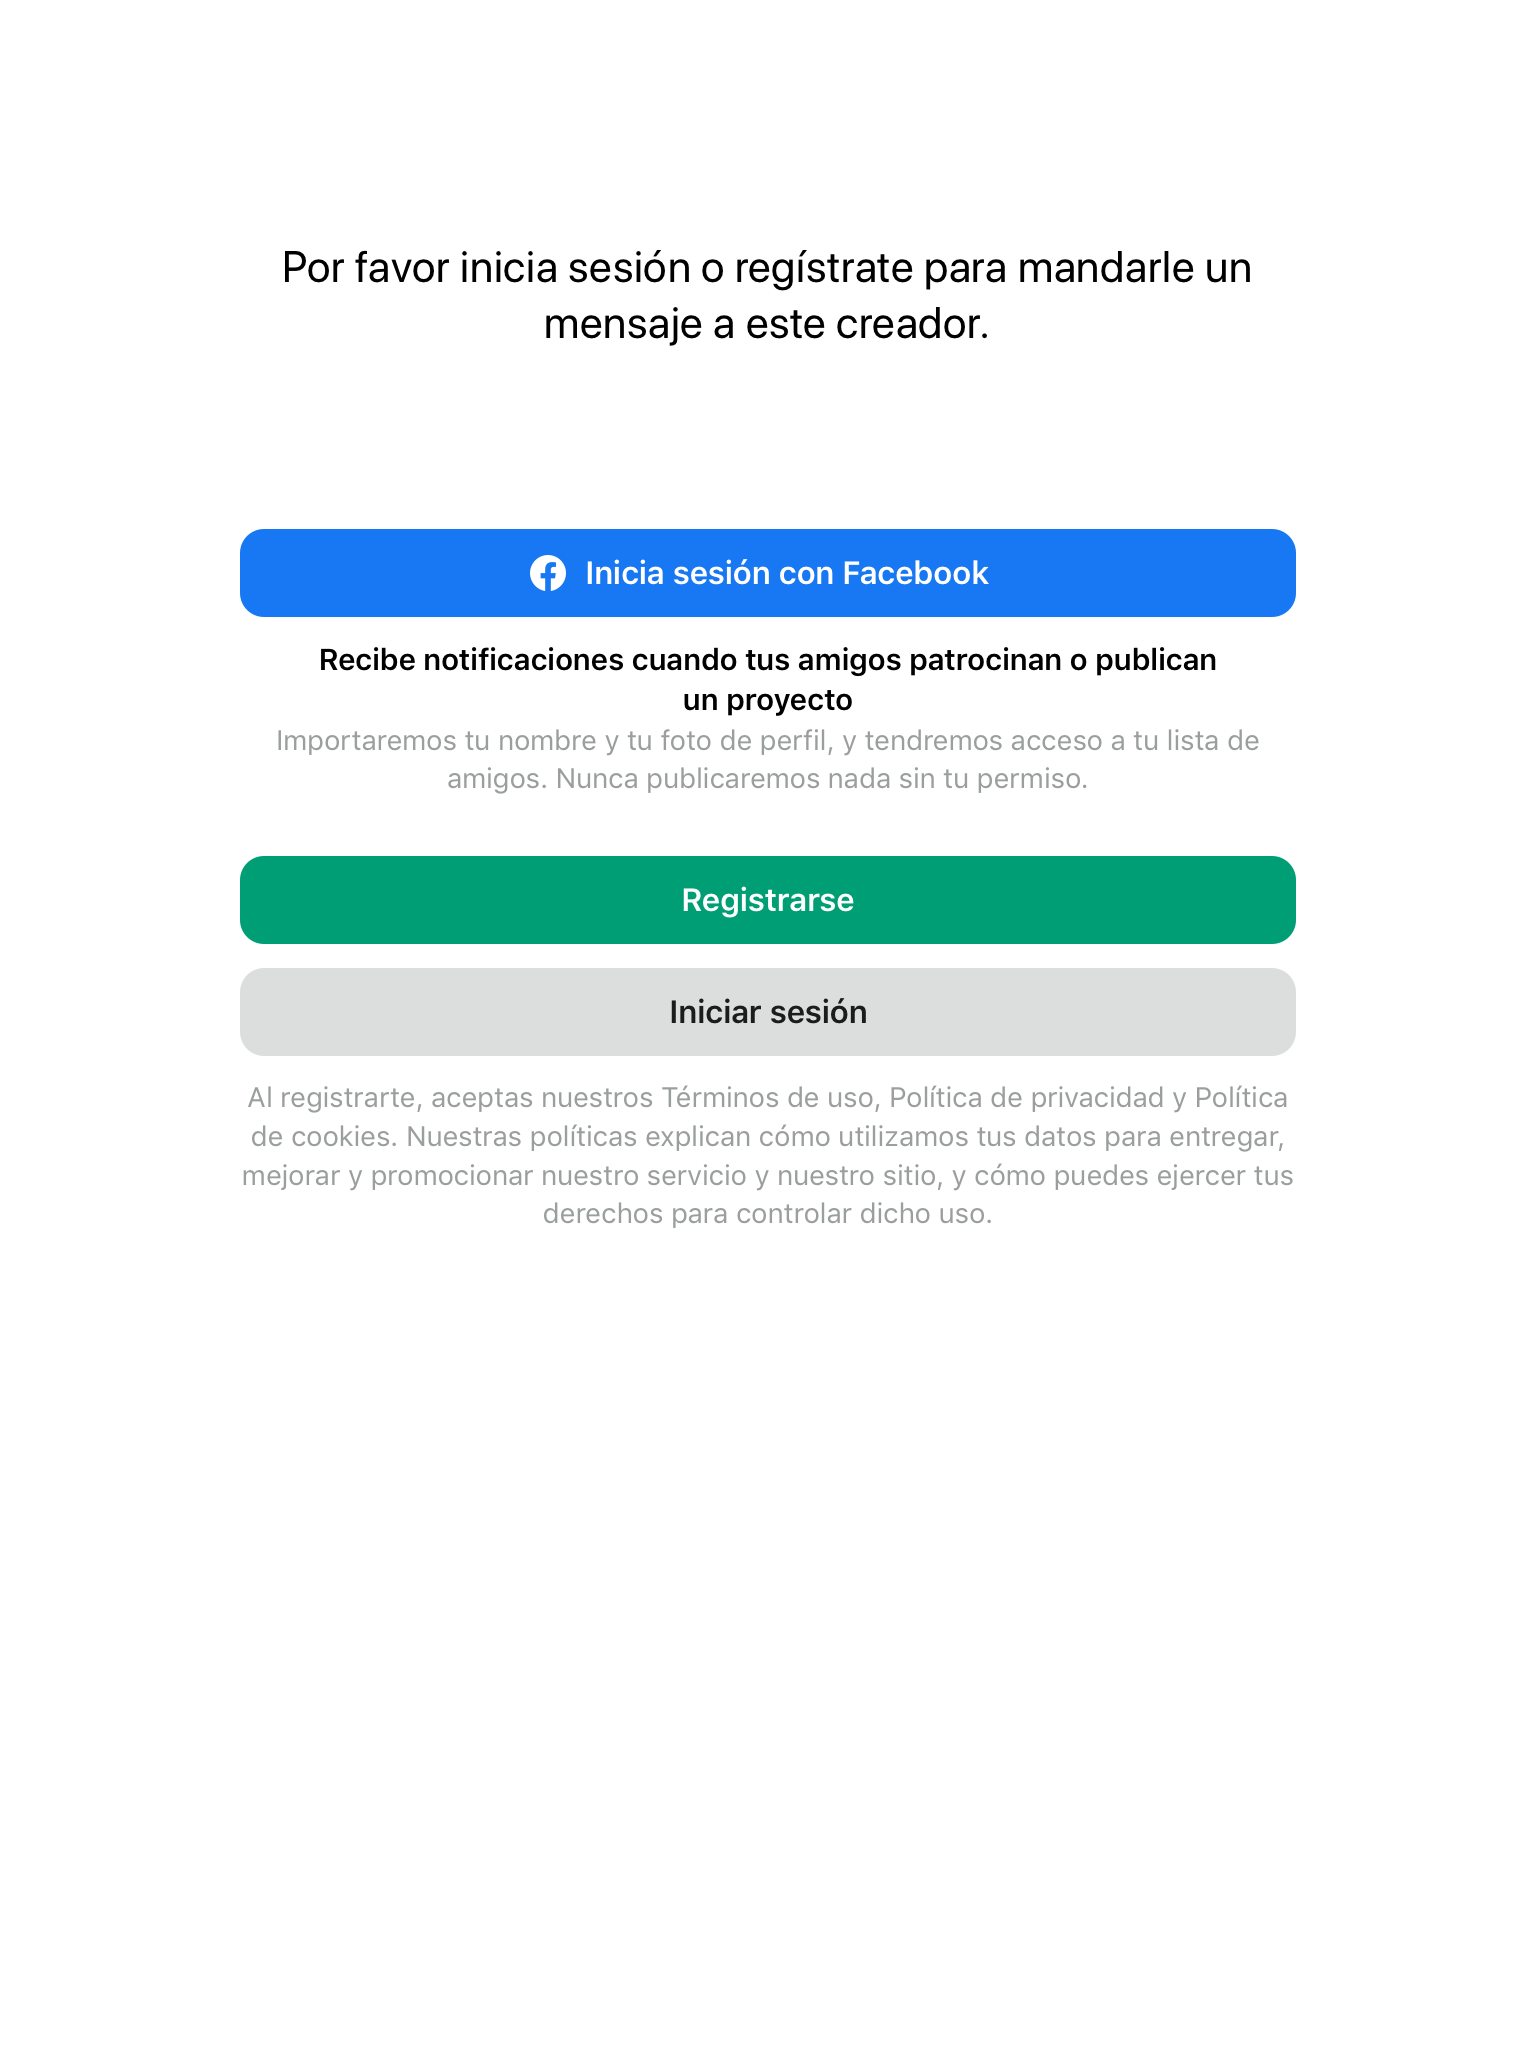 Por favor inicia sesión o regístrate para mandarle un
mensaje a este creador.
Inicia sesión con Facebook
Recibe notificaciones cuando tus amigos patrocinan o publican
un proyecto
Importaremos tu nombre y tu foto de perfil, y tendremos acceso a tu lista de
amigos. Nunca publicaremos nada sin tu permiso.
Registrarse
Iniciar sesión
Al registrarte, aceptas nuestros Términos de uso, Política de privacidad y Política
de cookies. Nuestras políticas explican cómo utilizamos tus datos para entregar,
mejorar y promocionar nuestro servicio y nuestro sitio, y cómo puedes ejercer tus
derechos para controlar dicho uso.